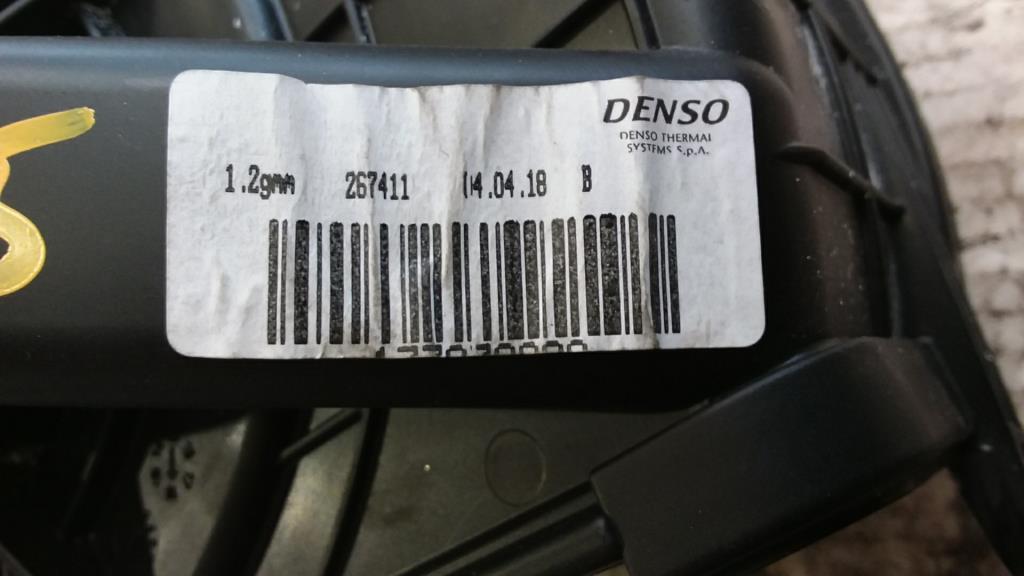 DENSO
DENSO THERMAL
SYSTEMS S.p.A.
1.2gmm 267411 04.04.18 B